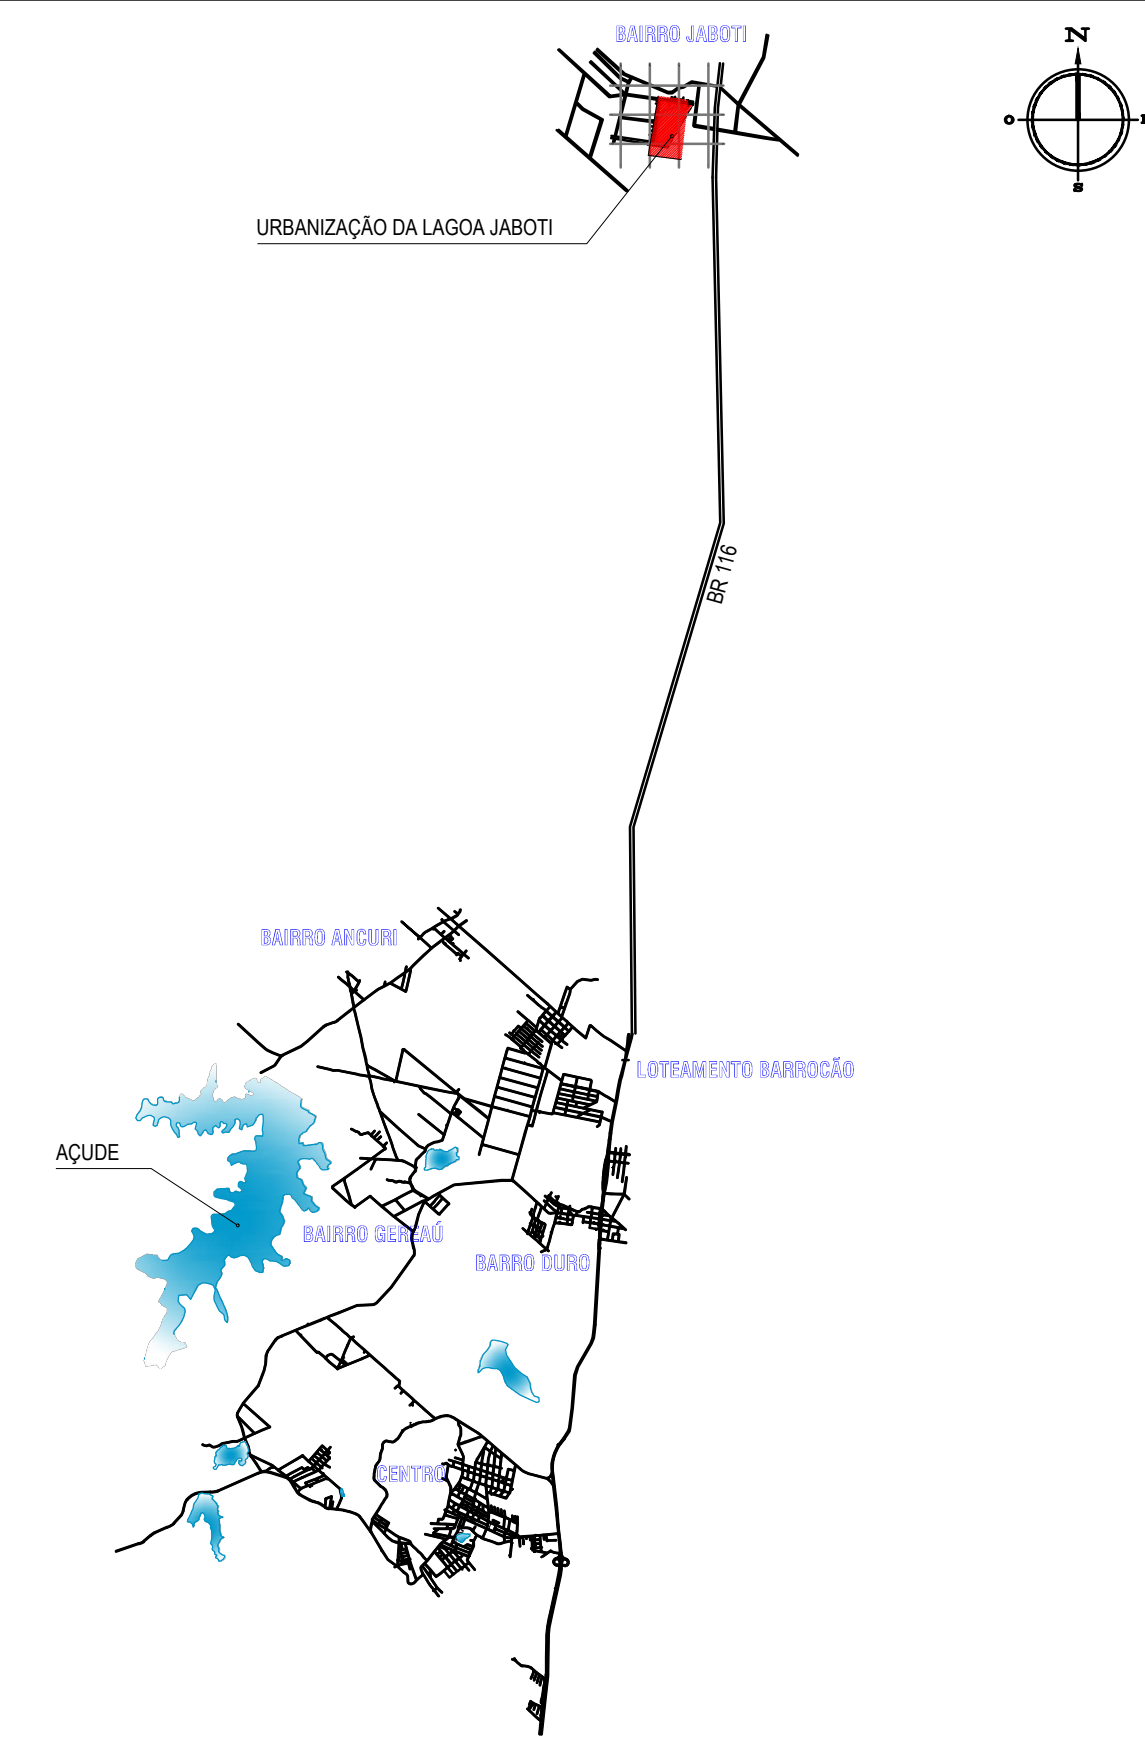 BAIRRO JABOTI
N
O
S
URBANIZAÇÃO DA LAGOA JABOTI
BR 116
BAIRRO ANCURI
LOTEAMENTO BARROCÃO
AÇUDE
BAIRRO GEREAÚ
BARRO DURO
CENTRO